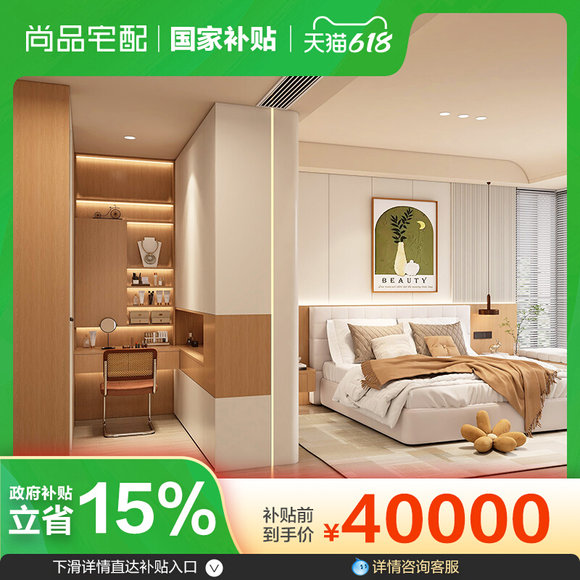 尚品宅配 国家补贴 天猫618
BEAUTY
政府补贴
立省
15%
补贴前
到手价
¥40000
下滑详情直达补贴入口
详情咨询客服